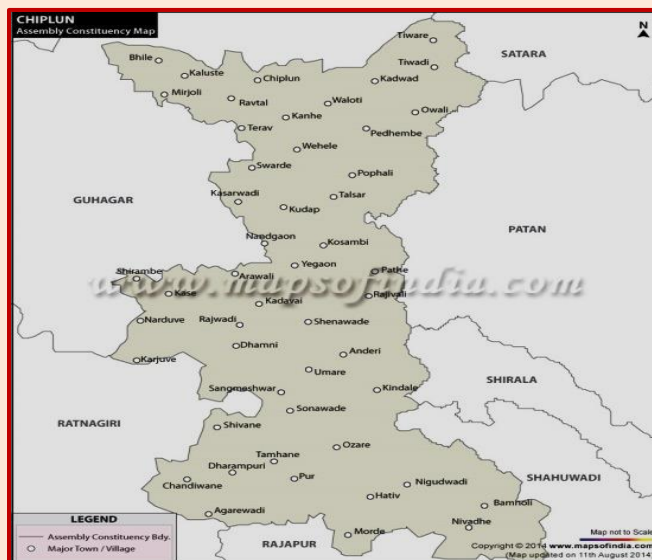 CHIPLUN
Assembly Constituency Map
N
Tiware
SATARA
Bhile
Tiwadi
Kaluste
Chiplun
Kadwad
Mirjoli
Ravtal
Waloti
Owali
Kanhe
Terav
Pedhembe
Wehele
Swarde
Pophali
Kasarwadi
Talsar
GUHAGAR
Kudap
PATAN
Nandgaon
Kosambi
Yegaon
Shirambe
Arawali
Pathe
www.mapsofindia.com
Kase
Kadavai
Rajivali
Narduve
Rajwadi
Shenawade
Dhamni
Anderi
Karjuve
Umare
SHIRALA
Sangmeshwar
Kindale
Sonawade
RATNAGIRI
Shivane
Ozare
Tamhane
Dharampuri
SHAHUWADI
Chandiwane
Pur
Nigudwadi
Hativ
Bamholi
Agarewadi
Nivadhe
Morde
RAJAPUR
LEGEND
Assembly Constituency Bdy.
Major Town / Village
Map not to Scale
Copyright © 2014 www.mapsofindia.com
(Map updated on 11th August 2014)